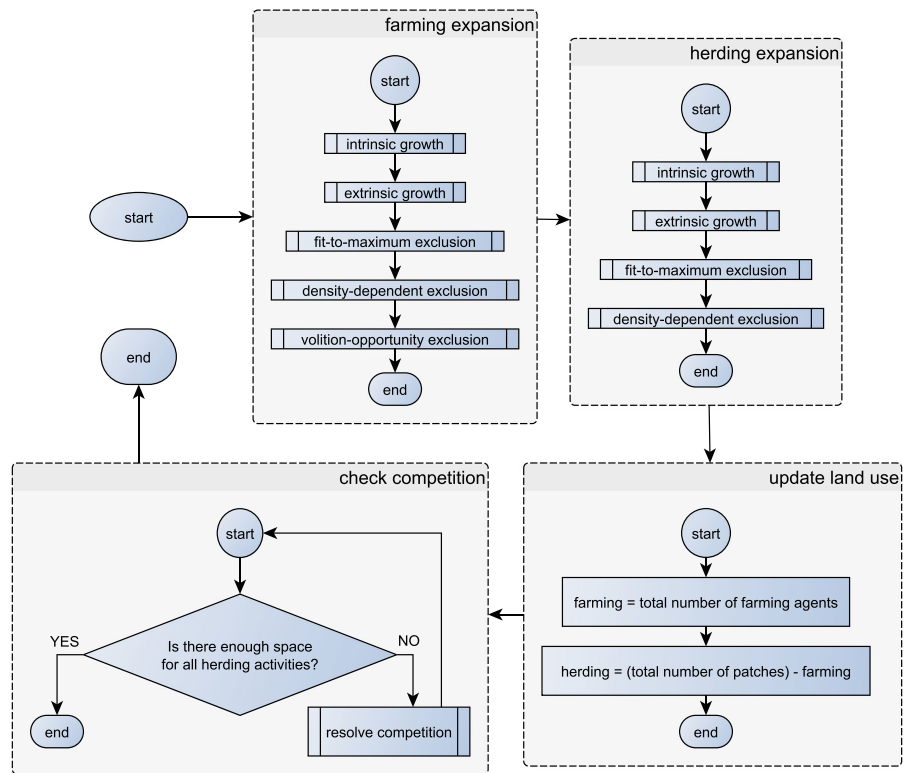 start
farming expansion
start
intrinsic growth
extrinsic growth
fit-to-maximum exclusion
density-dependent exclusion
volition-opportunity exclusion
end
herding expansion
start
intrinsic growth
extrinsic growth
fit-to-maximum exclusion
density-dependent exclusion
end
update land use
start
farming = total number of farming agents
herding = (total number of patches) - farming
end
check competition
start
Is there enough space
for all herding activities?
YES
NO
end
resolve competition
end